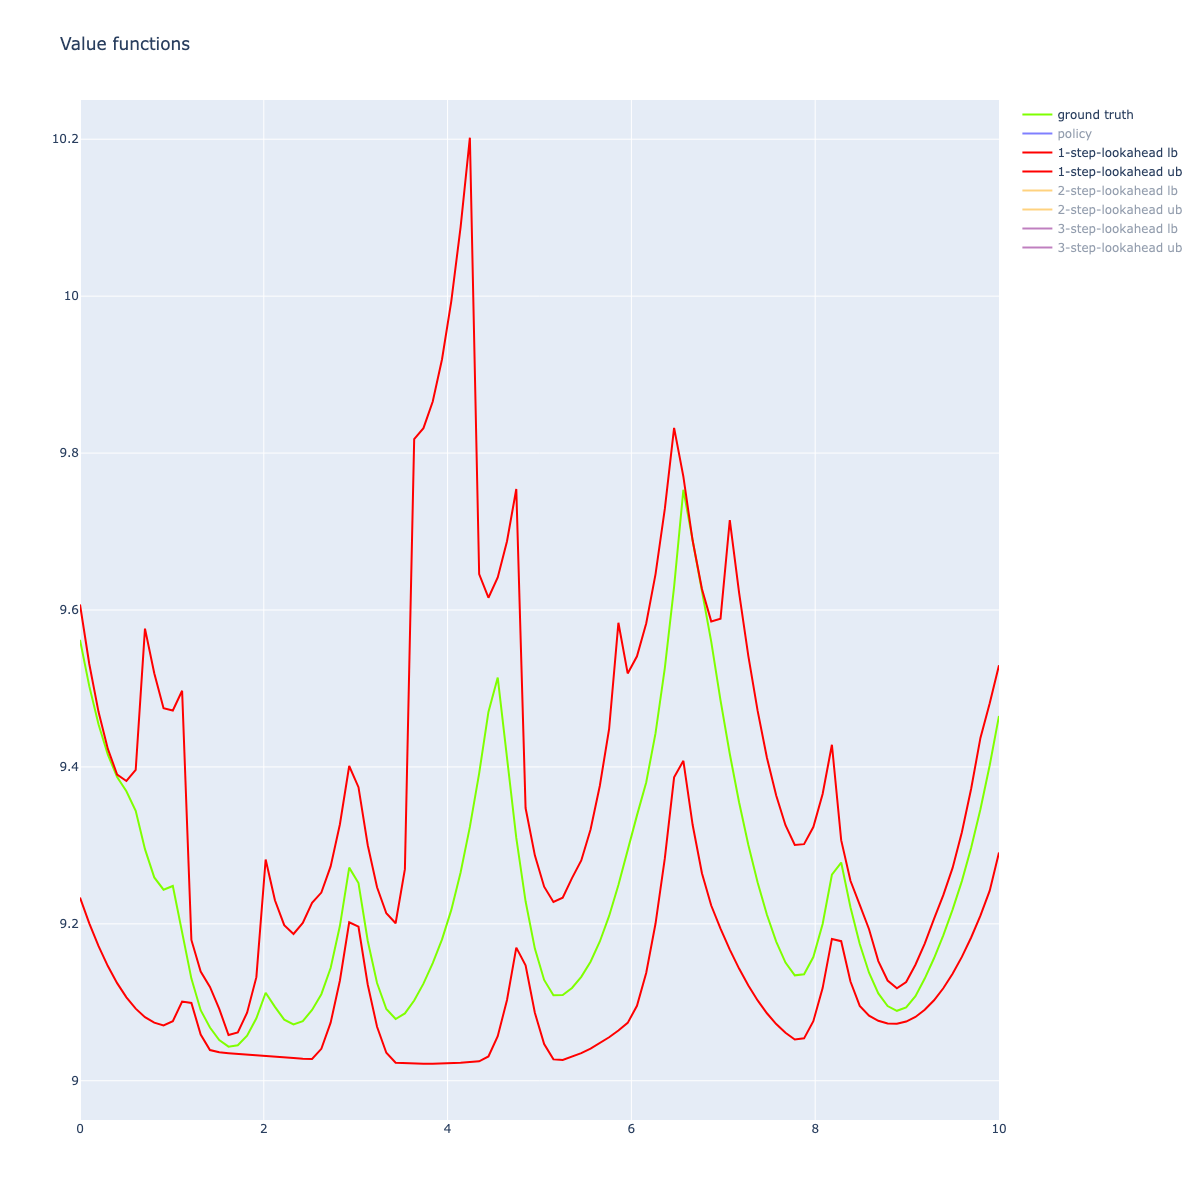 Value functions
10.2
10
9.8
9.6
9.4
9.2
9
0
2
4
6
8
10
ground truth
policy
1-step-lookahead lb
1-step-lookahead ub
2-step-lookahead lb
2-step-lookahead ub
3-step-lookahead lb
3-step-lookahead ub